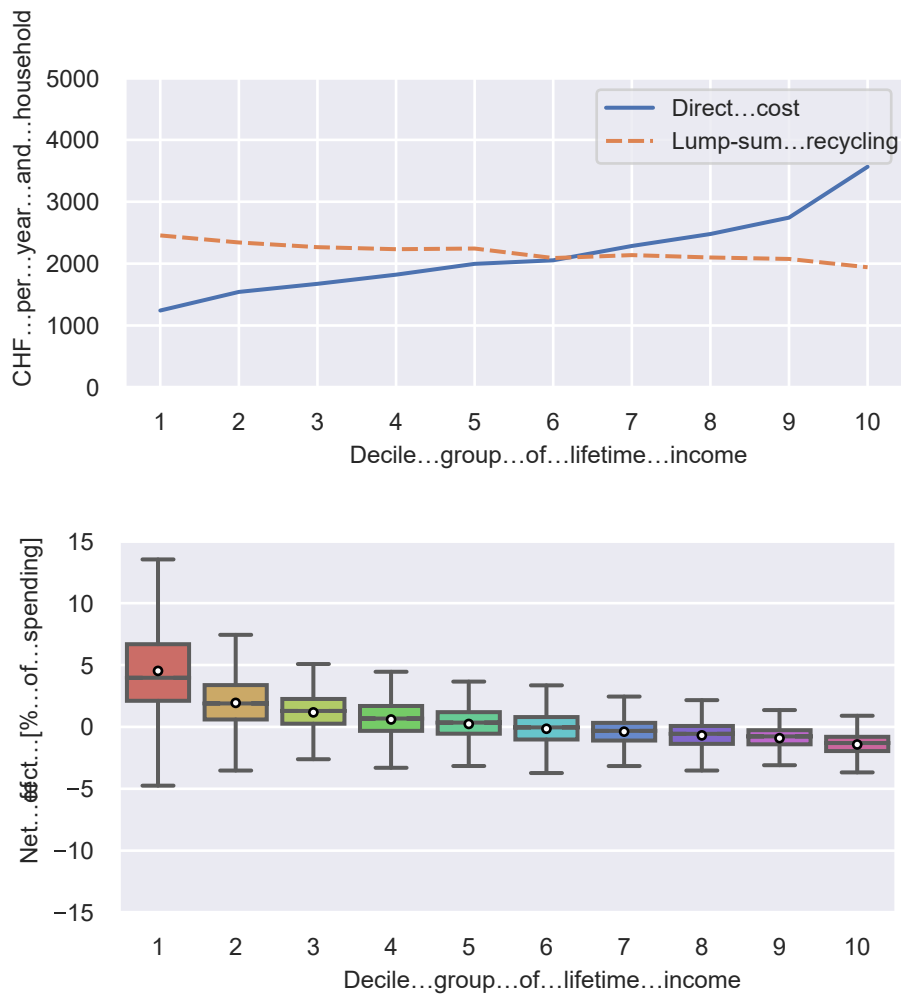 CHF…per…year…and…household
5000
4000
3000
2000
1000
0
Direct…cost
Lump-sum…recycling
1 2 3 4 5 6 7 8 9 10
Decile…group…of…lifetime…income
Net…effect…[%…of…spending]
15
10
5
0
−5
−10
−15
1 2 3 4 5 6 7 8 9 10
Decile…group…of…lifetime…income